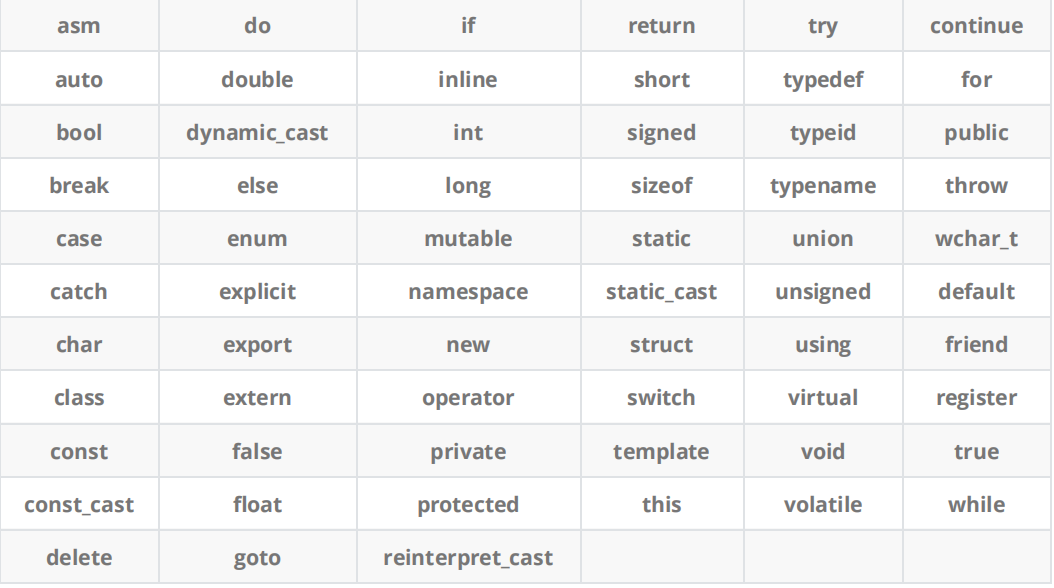 asm do if return try continue
auto double inline short typedef for
bool dynamic_cast int signed typeid public
break else long sizeof typename throw
case enum mutable static union wchar_t
catch explicit namespace static_cast unsigned default
char export new struct using friend
class extern operator switch virtual register
const false private template void true
const_cast float protected this volatile while
delete goto reinterpret_cast